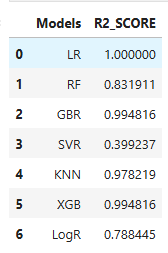 Models R2_SCORE
0 LR 1.000000
1 RF 0.831911
2 GBR 0.994816
3 SVR 0.399237
4 KNN 0.978219
5 XGB 0.994816
6 LogR 0.788445